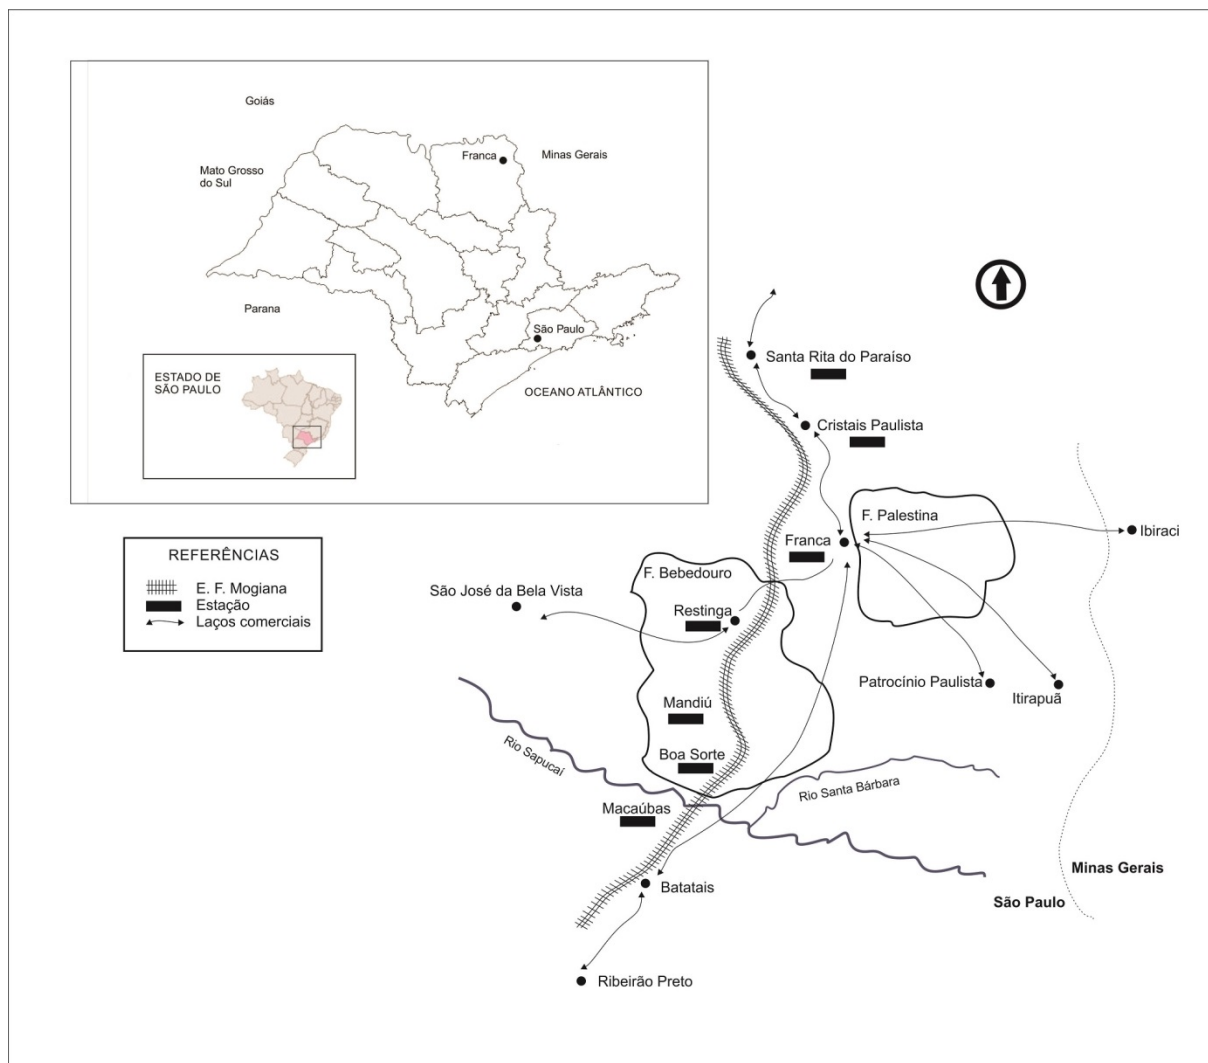 Goiás
Franca
Minas Gerais
Mato Grosso
do Sul
Parana
São Paulo
OCEANO ATLÂNTICO
ESTADO DE
SÃO PAULO
Santa Rita do Paraíso
Cristais Paulista
F. Palestina
Franca
Ibiraci
REFERÊNCIAS
E. F. Mogiana
Estação
Laços comerciais
F. Bebedouro
São José da Bela Vista
Restinga
Patrocínio Paulista
Itirapuã
Mandiú
Boa Sorte
Rio Sapucaí
Rio Santa Bárbara
Macaúbas
Minas Gerais
Batatais
São Paulo
Ribeirão Preto